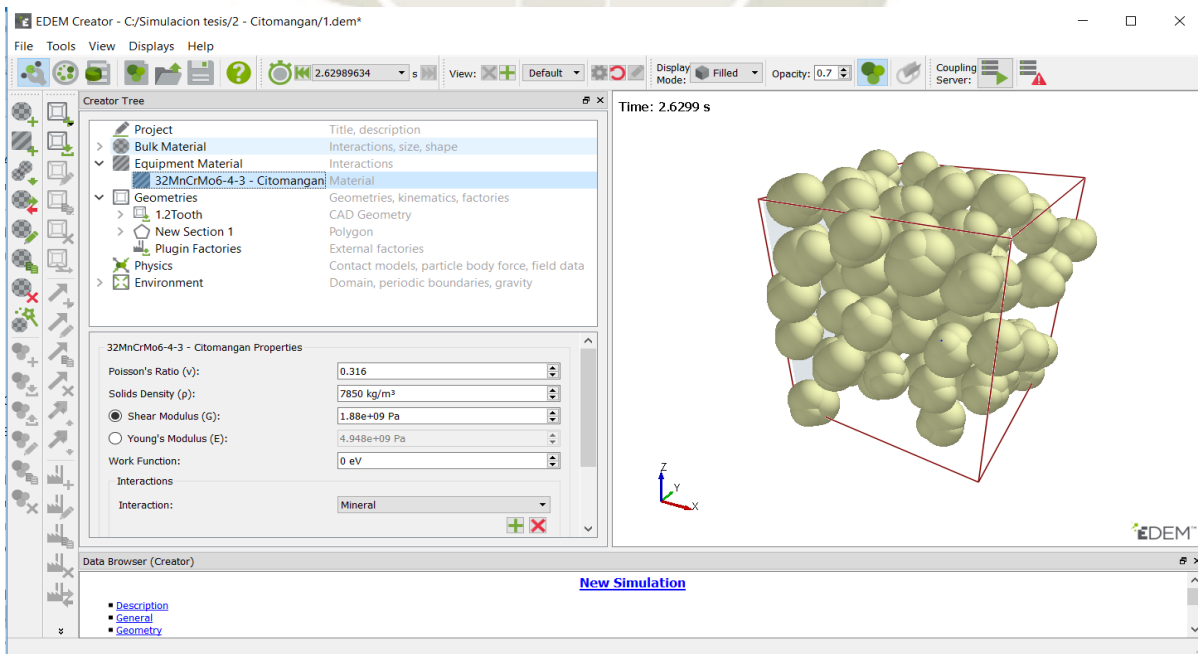 EDEM Creator - C:/Simulacion tesis/2 - Citomangan/1.dem*
File Tools View Displays Help
2.62989634 s View: Default Display Mode: Filled Opacity: 0.7 Coupling Server:
Creator Tree
Project Title, description
Bulk Material Interactions, size, shape
Equipment Material Interactions
32MnCrMo6-4-3 - Citomangan Material
Geometries Geometries, kinematics, factories
1.2Tooth CAD Geometry
New Section 1 Polygon
Plugin Factories External factories
Physics Contact models, particle body force, field data
Environment Domain, periodic boundaries, gravity
32MnCrMo6-4-3 - Citomangan Properties
Poisson's Ratio (ν): 0.316
Solids Density (ρ): 7850 kg/m³
Shear Modulus (G): 1.88e+09 Pa
Young's Modulus (E): 4.948e+09 Pa
Work Function: 0 eV
Interactions
Interaction: Mineral
Time: 2.6299 s
Z
Y
X
EDEM™
Data Browser (Creator)
New Simulation
Description
General
Geometry